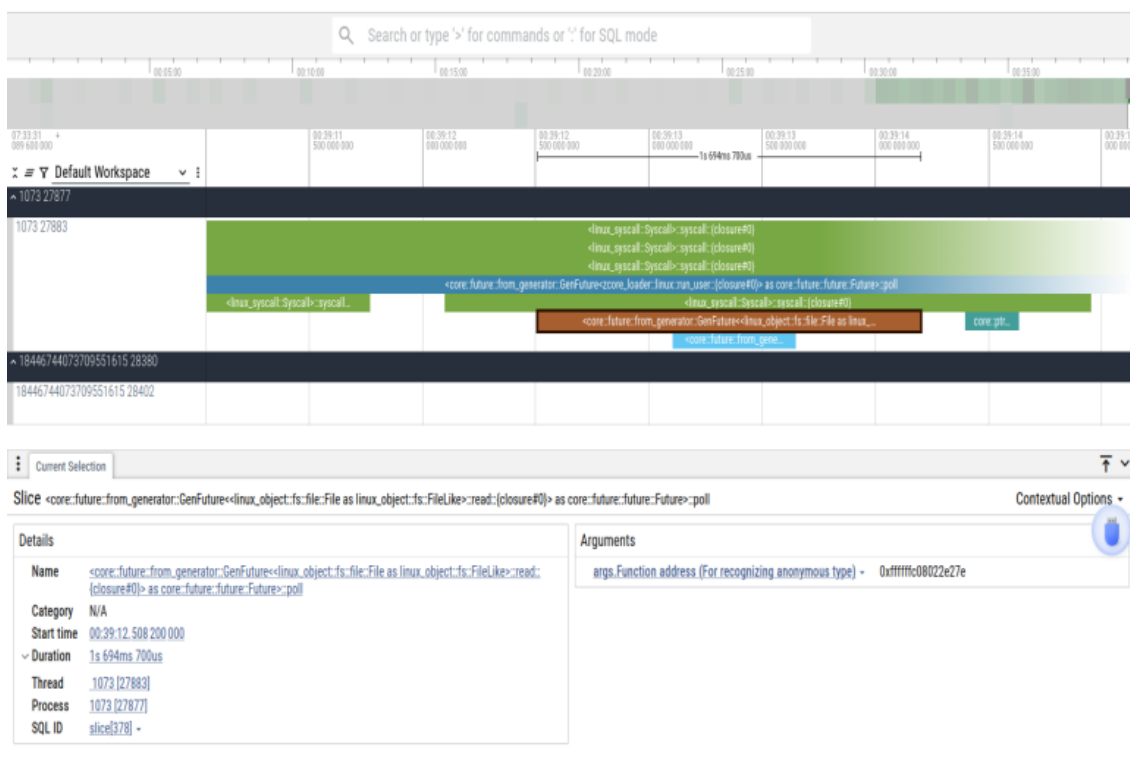 Search or type '>' for commands or ':' for SQL mode
00:05:00 00:10:00 00:15:00 00:20:00 00:25:00 00:30:00 00:35:00
07:33:31 +
089 600 000
00:39:11 00:39:12 00:39:12 00:39:13 00:39:13 00:39:14 00:39:14
500 000 000 000 000 000 500 000 000 000 000 000 500 000 000 000 000 000 500 000 000
1s 694ms 700us
Default Workspace
1073 27877
1073 27883
<linux_syscall::Syscall>::syscall::{closure#0}
<linux_syscall::Syscall>::syscall::{closure#0}
<linux_syscall::Syscall>::syscall::{closure#0}
<core::future::from_generator::GenFuture<zcore_loader::linux::run_user::{closure#0}> as core::future::future::Future>::poll
<linux_syscall::Syscall>::syscall... <linux_syscall::Syscall>::syscall::{closure#0}
<core::future::from_generator::GenFuture<<linux_object::fs::file::File as linux_... core::ptr...
<core::future::from_gene...
18446744073709551615 28380
18446744073709551615 28402
Current Selection
Slice <core::future::from_generator::GenFuture<<linux_object::fs::file::File as linux_object::fs::FileLike>::read::{closure#0}> as core::future::future::Future>::poll Contextual Options
Details
Name <core::future::from_generator::GenFuture<<linux_object::fs::file::File as linux_object::fs::FileLike>::read::
{closure#0}> as core::future::future::Future>::poll
Category N/A
Start time 00:39:12.508 200 000
Duration 1s 694ms 700us
Thread 1073 [27883]
Process 1073 [27877]
SQL ID slice[378]
Arguments
args.Function address (For recognizing anonymous type) 0xffffffc08022e27e